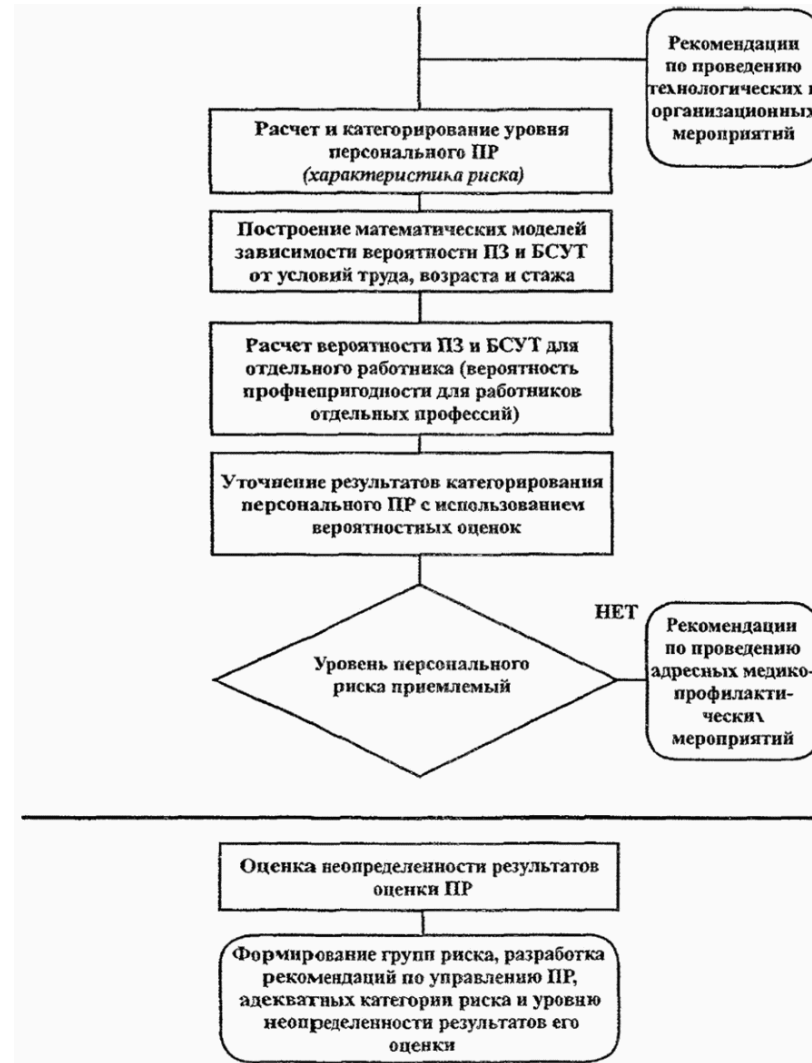 Рекомендации
по проведению
технологических и
организационных
мероприятий
Расчет и категорирование уровня
персонального ПР
(характеристика риска)
Построение математических моделей
зависимости вероятности ПЗ и БСУТ
от условий труда, возраста и стажа
Расчет вероятности ПЗ и БСУТ для
отдельного работника (вероятность
профнепригодности для работников
отдельных профессий)
Уточнение результатов категорирования
персонального ПР с использованием
вероятностных оценок
Уровень персонального
риска приемлемый
НЕТ
Рекомендации
по проведению
адресных медико-
профилакти-
ческих
мероприятий
Оценка неопределенности результатов
оценки ПР
Формирование групп риска, разработка
рекомендаций по управлению ПР,
адекватных категории риска и уровню
неопределенности результатов его
оценки